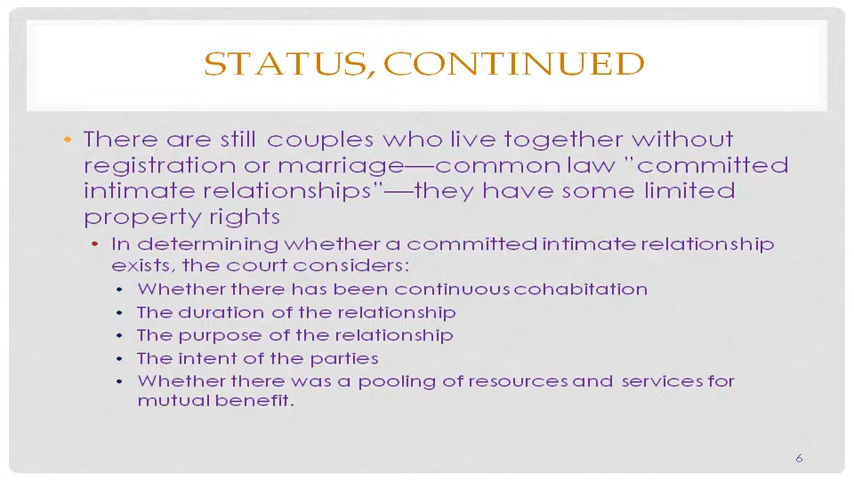 STATUS, CONTINUED
• There are still couples who live together without
registration or marriage—common law "committed
intimate relationships"—they have some limited
property rights
• In determining whether a committed intimate relationship
exists, the court considers:
• Whether there has been continuous cohabitation
• The duration of the relationship
• The purpose of the relationship
• The intent of the parties
• Whether there was a pooling of resources and services for
mutual benefit.
6